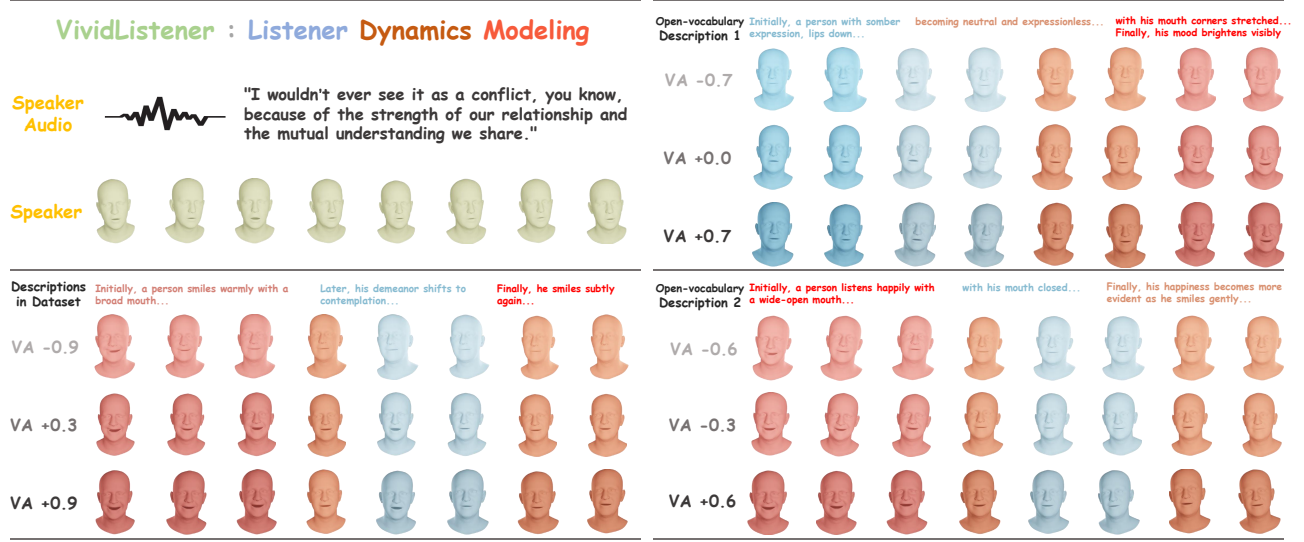 VividListener : Listener Dynamics Modeling
Speaker
Audio
"I wouldn't ever see it as a conflict, you know,
because of the strength of our relationship and
the mutual understanding we share."
Speaker
Open-vocabulary
Description 1
Initially, a person with somber
expression, lips down...
becoming neutral and expressionless...
with his mouth corners stretched...
Finally, his mood brightens visibly
VA -0.7
VA +0.0
VA +0.7
Descriptions
in Dataset
Initially, a person smiles warmly with a
broad mouth...
Later, his demeanor shifts to
contemplation...
Finally, he smiles subtly
again...
VA -0.9
VA +0.3
VA +0.9
Open-vocabulary
Description 2
Initially, a person listens happily with
a wide-open mouth...
with his mouth closed...
Finally, his happiness becomes more
evident as he smiles gently...
VA -0.6
VA -0.3
VA +0.6